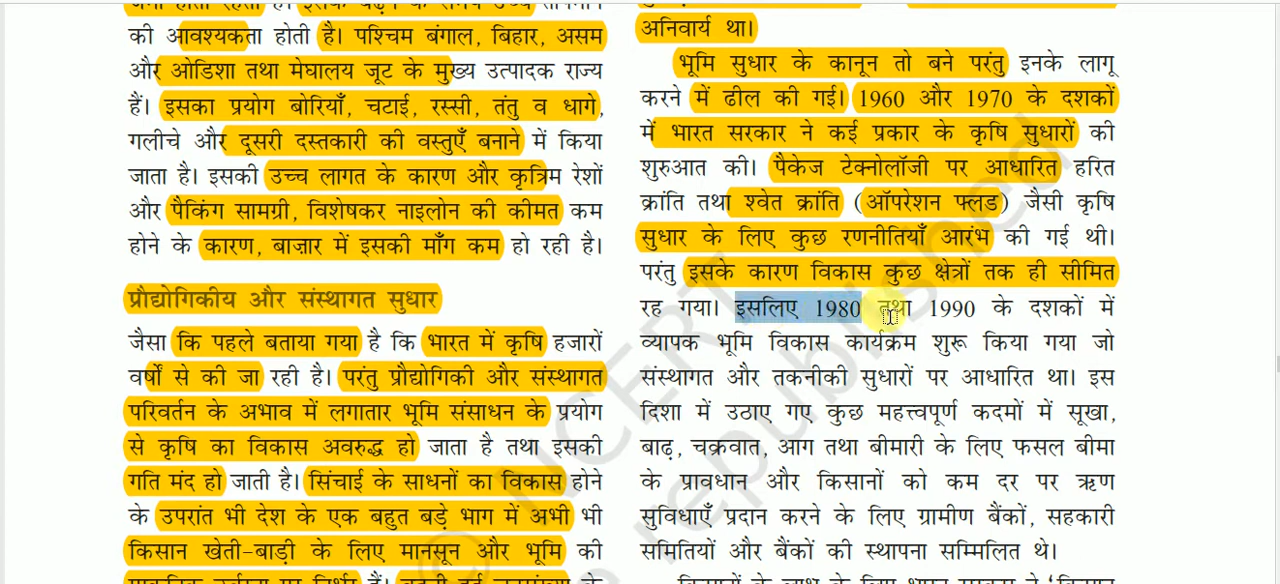 की आवश्यकता होती है। पश्चिम बंगाल, बिहार, असम
और ओडिशा तथा मेघालय जूट के मुख्य उत्पादक राज्य
हैं। इसका प्रयोग बोरियाँ, चटाई, रस्सी, तंतु व धागे,
गलीचे और दूसरी दस्तकारी की वस्तुएँ बनाने में किया
जाता है। इसकी उच्च लागत के कारण और कृत्रिम रेशों
और पैकिंग सामग्री, विशेषकर नाइलोन की कीमत कम
होने के कारण, बाज़ार में इसकी माँग कम हो रही है।
प्रौद्योगिकीय और संस्थागत सुधार
जैसा कि पहले बताया गया है कि भारत में कृषि हजारों
वर्षों से की जा रही है। परंतु प्रौद्योगिकी और संस्थागत
परिवर्तन के अभाव में लगातार भूमि संसाधन के प्रयोग
से कृषि का विकास अवरुद्ध हो जाता है तथा इसकी
गति मंद हो जाती है। सिंचाई के साधनों का विकास होने
के उपरांत भी देश के एक बहुत बड़े भाग में अभी भी
किसान खेती-बाड़ी के लिए मानसून और भूमि की
अनिवार्य था।
भूमि सुधार के कानून तो बने परंतु इनके लागू
करने में ढील की गई। 1960 और 1970 के दशकों
में भारत सरकार ने कई प्रकार के कृषि सुधारों की
शुरुआत की। पैकेज टेक्नोलॉजी पर आधारित हरित
क्रांति तथा श्वेत क्रांति (ऑपरेशन फ्लड) जैसी कृषि
सुधार के लिए कुछ रणनीतियाँ आरंभ की गई थी।
परंतु इसके कारण विकास कुछ क्षेत्रों तक ही सीमित
रह गया। इसलिए 1980 तथा 1990 के दशकों में
व्यापक भूमि विकास कार्यक्रम शुरू किया गया जो
संस्थागत और तकनीकी सुधारों पर आधारित था। इस
दिशा में उठाए गए कुछ महत्त्वपूर्ण कदमों में सूखा,
बाढ़, चक्रवात, आग तथा बीमारी के लिए फसल बीमा
के प्रावधान और किसानों को कम दर पर ऋण
सुविधाएँ प्रदान करने के लिए ग्रामीण बैंकों, सहकारी
समितियों और बैंकों की स्थापना सम्मिलित थे।
© NCERT
republished